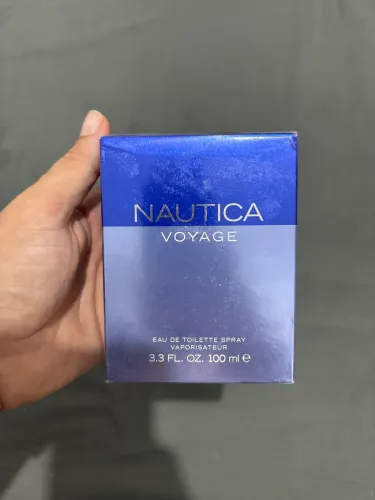 NAUTICA
VOYAGE
EAU DE TOILETTE SPRAY
VAPORISATEUR
3.3 FL. OZ. 100 ml ℮